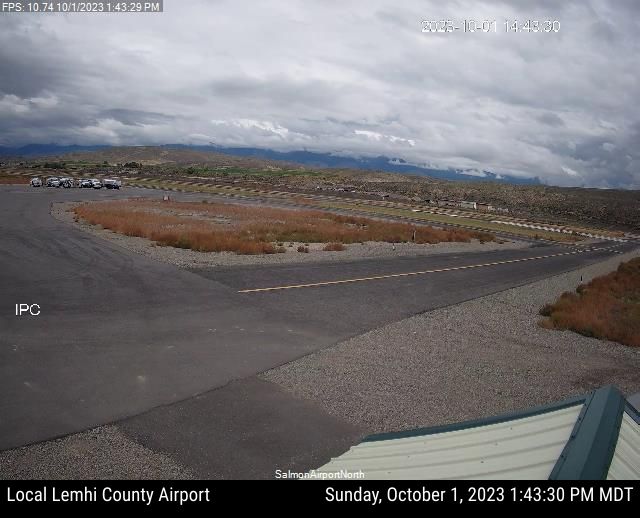 FPS: 10.74 10/1/2023 1:43:29 PM
2023-10-01 14:43:30
IPC
SalmonAirportNorth
Local Lemhi County Airport Sunday, October 1, 2023 1:43:30 PM MDT